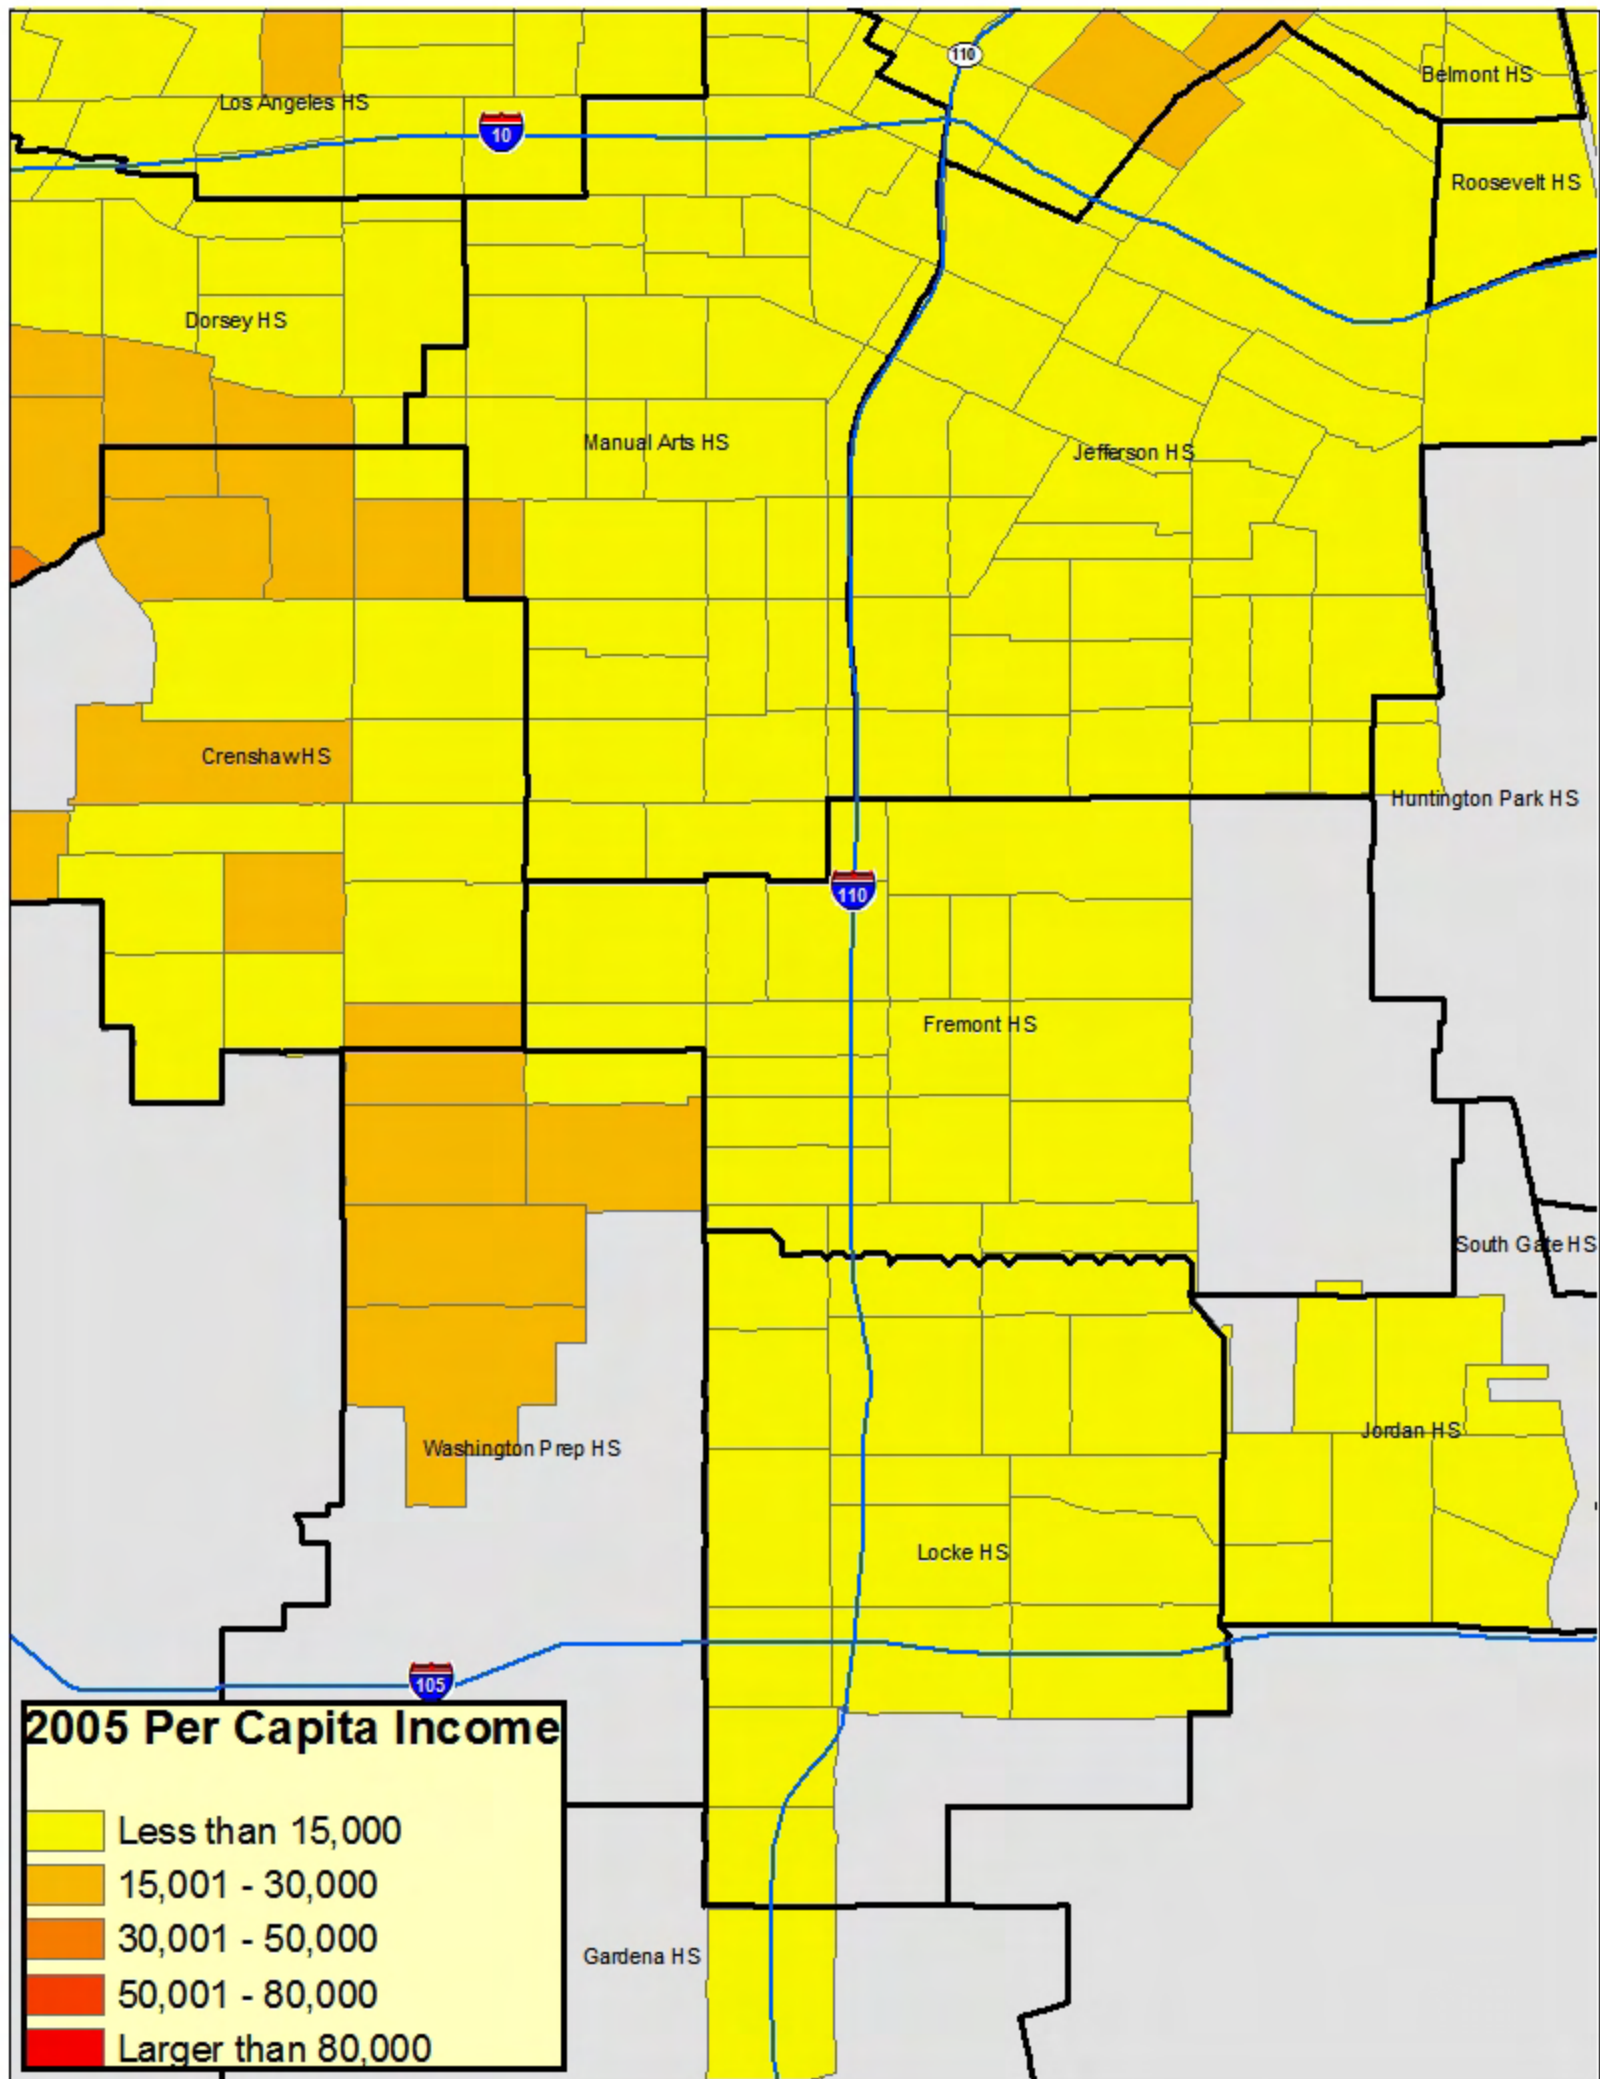 110
Belmont HS
Los Angeles HS
10
Roosevelt HS
Dorsey HS
Manual Arts HS
Jefferson HS
CrenshawHS
Huntington Park HS
110
Fremont HS
South Gate HS
Jordan HS
Washington Prep HS
Locke HS
105
2005 Per Capita Income
Less than 15,000
15,001 - 30,000
30,001 - 50,000
50,001 - 80,000
Larger than 80,000
Gardena HS